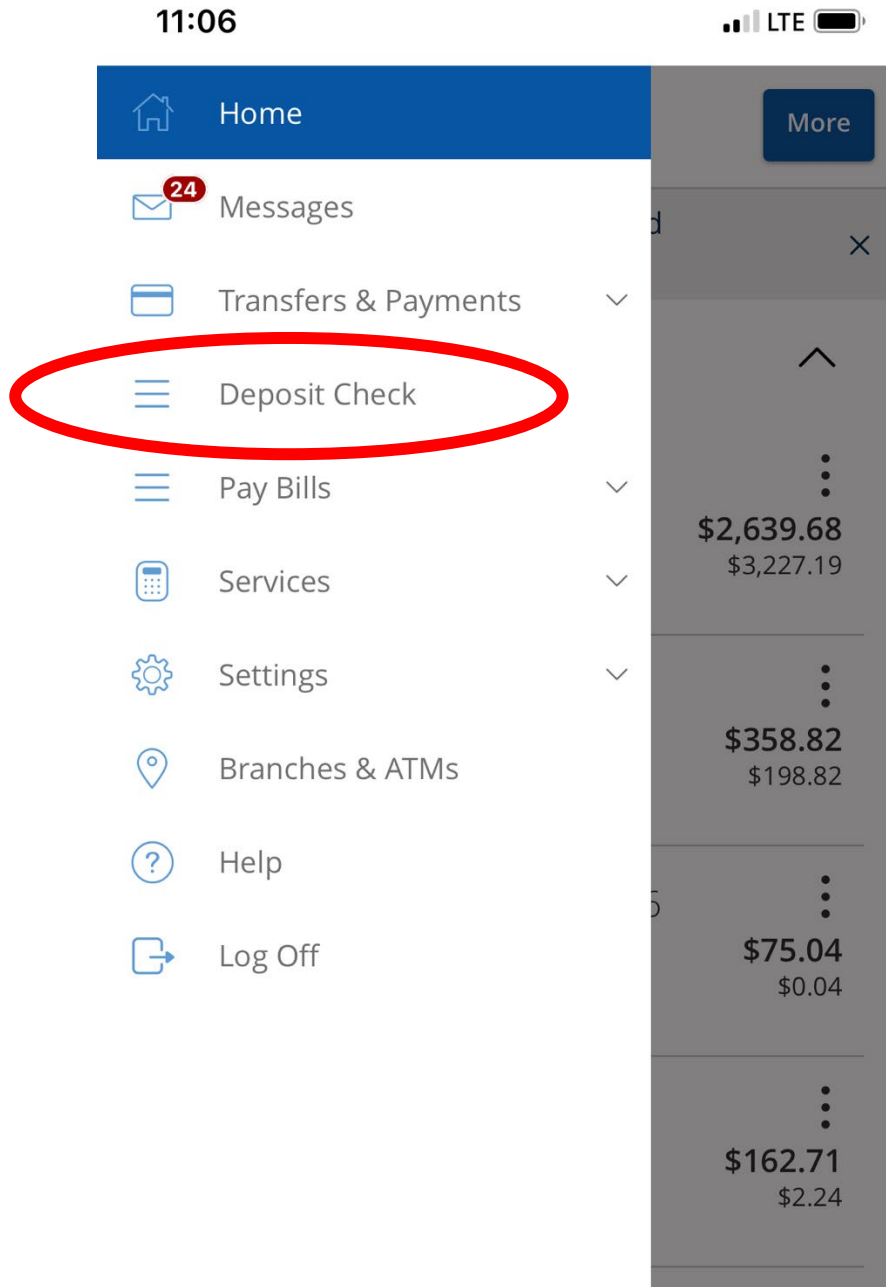 11:06 LTE
Home
More
24
Messages
d
Transfers & Payments
Deposit Check
Pay Bills
$2,639.68
$3,227.19
Services
Settings
$358.82
$198.82
Branches & ATMs
? Help
$75.04
$0.04
Log Off
$162.71
$2.24